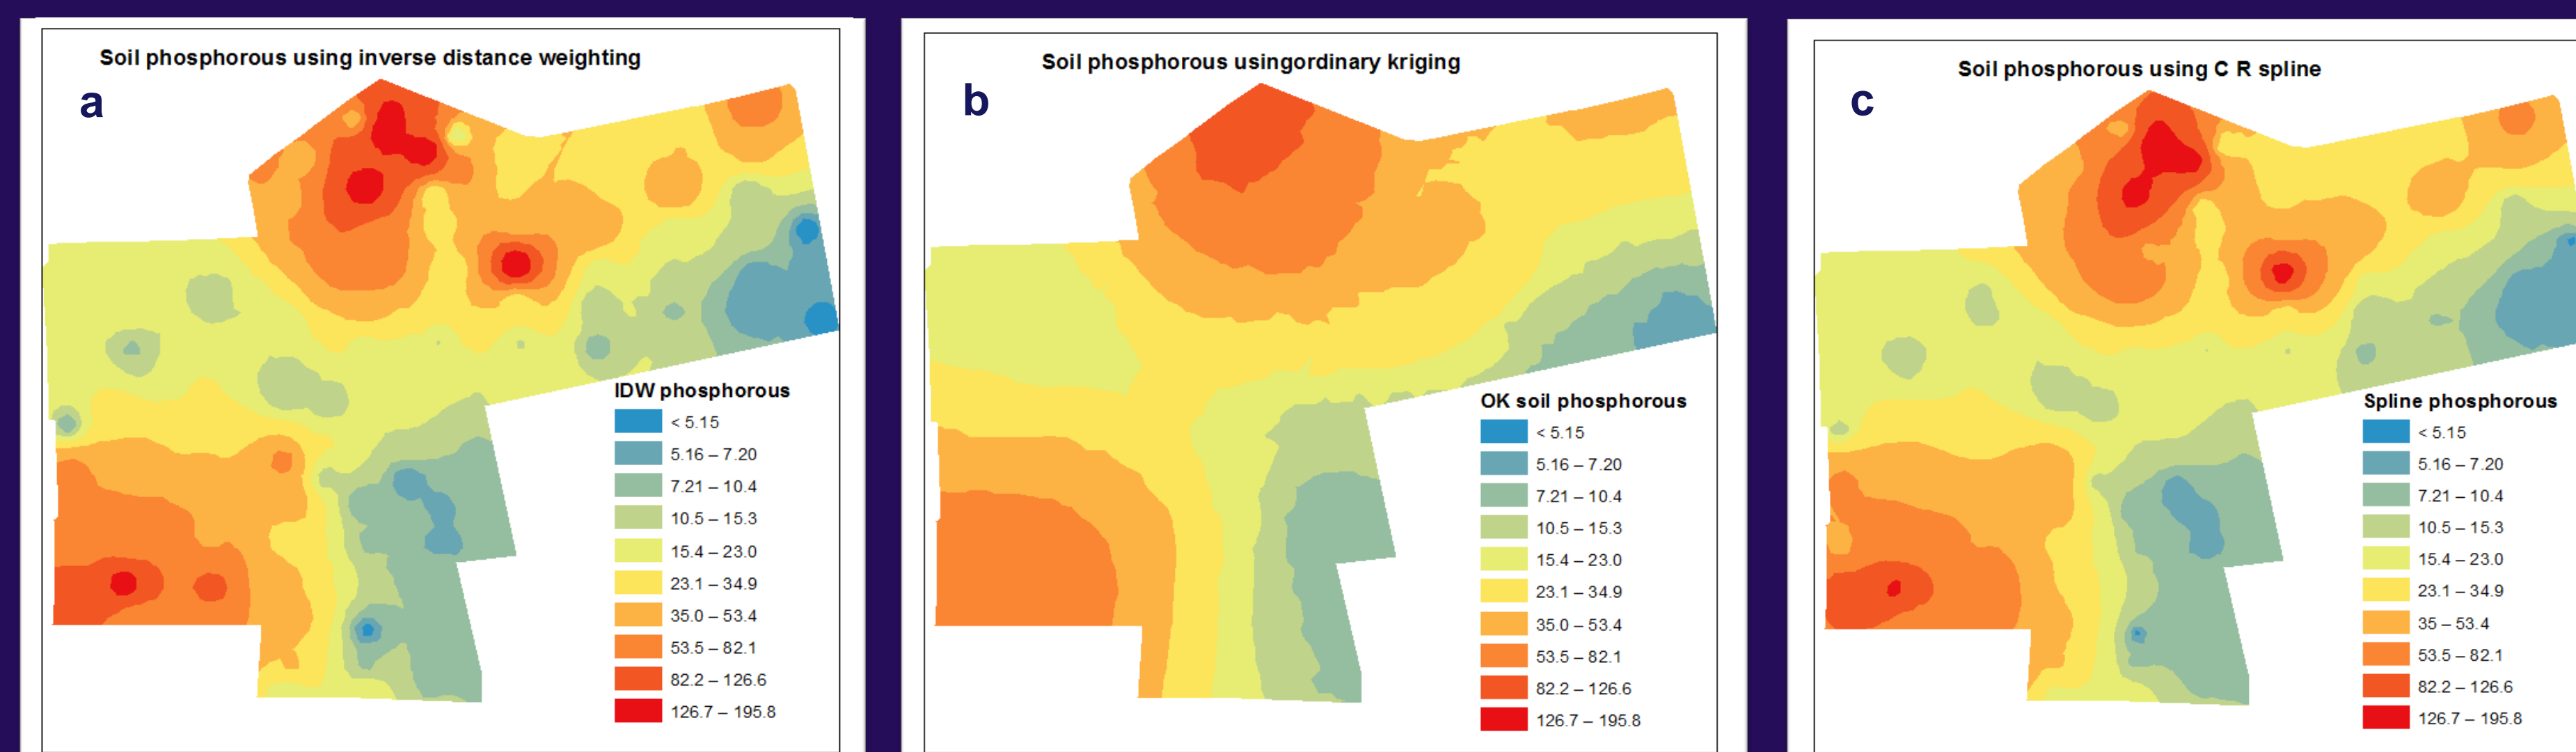 Soil phosphorous using inverse distance weighting
a
IDW phosphorous
< 5.15
5.16 – 7.20
7.21 – 10.4
10.5 – 15.3
15.4 – 23.0
23.1 – 34.9
35.0 – 53.4
53.5 – 82.1
82.2 – 126.6
126.7 – 195.8
Soil phosphorous usingordinary kriging
b
OK soil phosphorous
< 5.15
5.16 – 7.20
7.21 – 10.4
10.5 – 15.3
15.4 – 23.0
23.1 – 34.9
35.0 – 53.4
53.5 – 82.1
82.2 – 126.6
126.7 – 195.8
Soil phosphorous using C R spline
c
Spline phosphorous
< 5.15
5.16 – 7.20
7.21 – 10.4
10.5 – 15.3
15.4 – 23.0
23.1 – 34.9
35 – 53.4
53.5 – 82.1
82.2 – 126.6
126.7 – 195.8